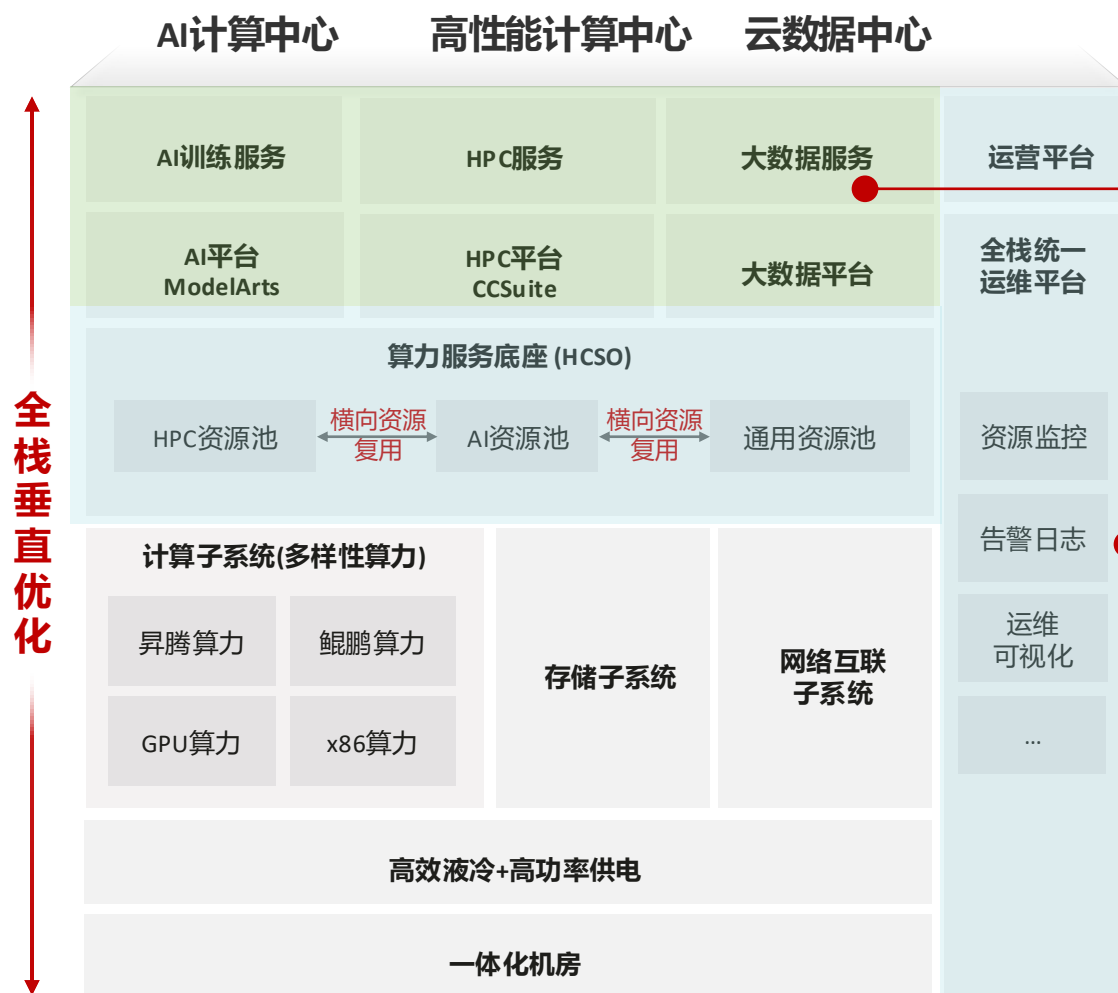 AI计算中心
高性能计算中心
云数据中心
AI训练服务
HPC服务
大数据服务
运营平台
AI平台
ModelArts
HPC平台
CCSuite
大数据平台
全栈统一
运维平台
算力服务底座 (HCSO)
HPC资源池
横向资源
复用
AI资源池
横向资源
复用
通用资源池
资源监控
告警日志
运维
可视化
...
全栈垂直优化
计算子系统(多样性算力)
昇腾算力
鲲鹏算力
GPU算力
x86算力
存储子系统
网络互联
子系统
高效液冷+高功率供电
一体化机房